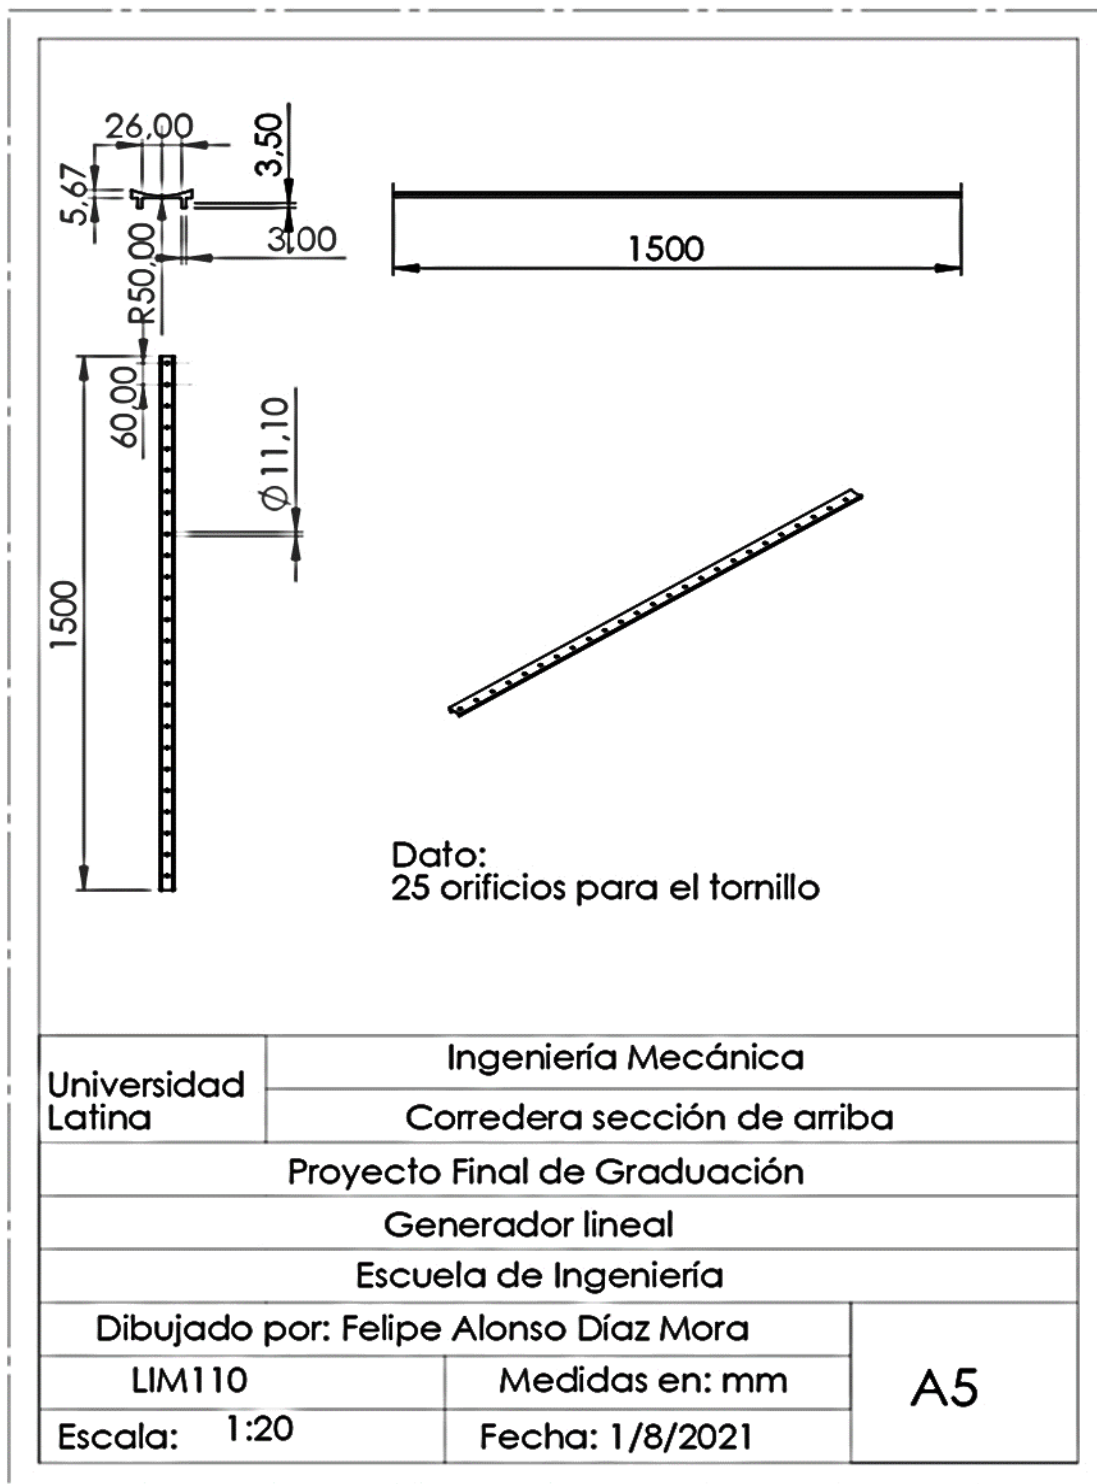 26,00
3,50
5,67
3,00
R50,00
1500
60,00
Ø11,10
1500
Dato:
25 orificios para el tornillo
Universidad
Latina
Ingeniería Mecánica
Corredera sección de arriba
Proyecto Final de Graduación
Generador lineal
Escuela de Ingeniería
Dibujado por: Felipe Alonso Díaz Mora
LIM110
Medidas en: mm
A5
Escala: 1:20
Fecha: 1/8/2021